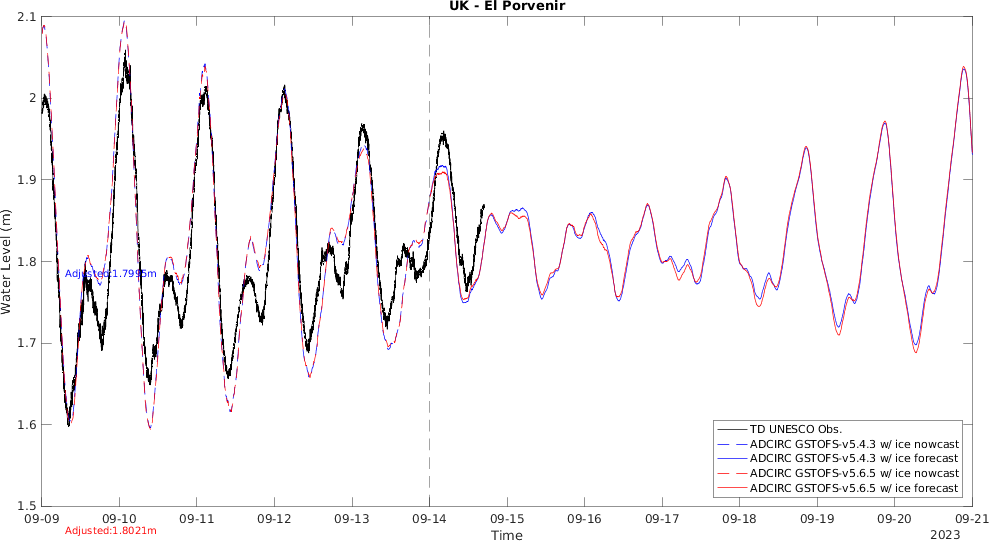 UK - El Porvenir
2.1
2
1.9
1.8
1.7
1.6
1.5
Water Level (m)
Adjusted:1.7995m
TD UNESCO Obs.
ADCIRC GSTOFS-v5.4.3 w/ ice nowcast
ADCIRC GSTOFS-v5.4.3 w/ ice forecast
ADCIRC GSTOFS-v5.6.5 w/ ice nowcast
ADCIRC GSTOFS-v5.6.5 w/ ice forecast
09-09 09-10 09-11 09-12 09-13 09-14 09-15 09-16 09-17 09-18 09-19 09-20 09-21
Adjusted:1.8021m
Time
2023